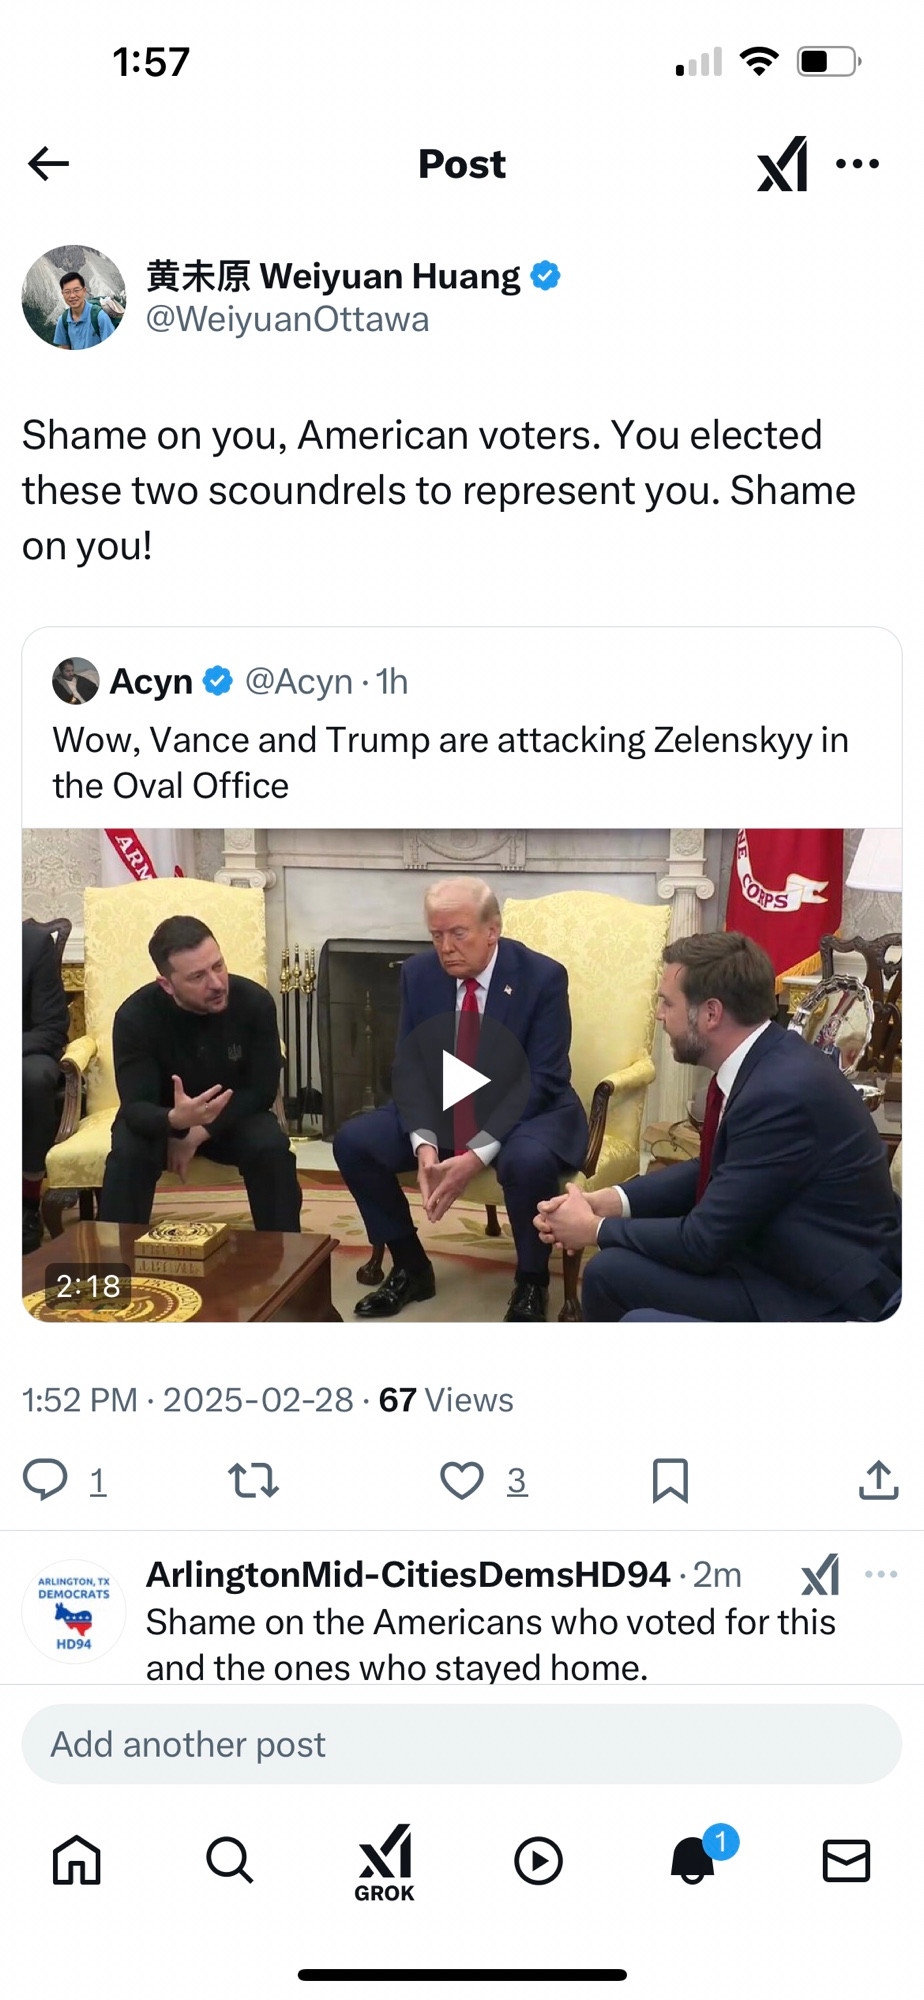 1:57
Post
黄未原 Weiyuan Huang
@WeiyuanOttawa
Shame on you, American voters. You elected
these two scoundrels to represent you. Shame
on you!
Acyn @Acyn · 1h
Wow, Vance and Trump are attacking Zelenskyy in
the Oval Office
ARM
NE CORPS
TRUMP
2:18
1:52 PM · 2025-02-28 · 67 Views
1
3
ARLINGTON, TX
DEMOCRATS
HD94
ArlingtonMid-CitiesDemsHD94 · 2m
Shame on the Americans who voted for this
and the ones who stayed home.
Add another post
1
GROK